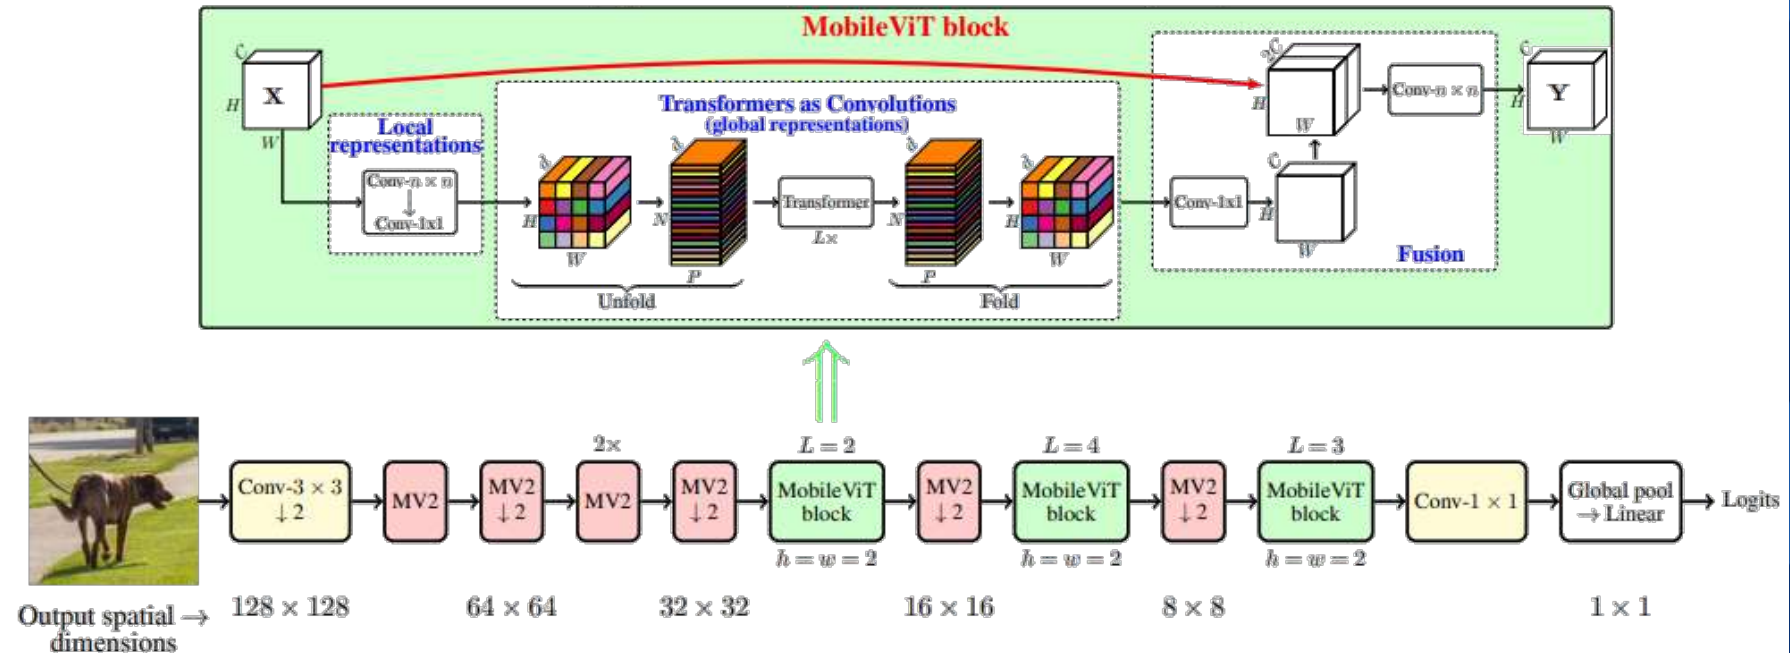 MobileViT block
C
H
X
W
Local
representations
Conv-n × n
↓
Conv-1x1
Transformers as Convolutions
(global representations)
d
H
W
d
N
P
Unfold
Transformer
L×
d
N
P
d
H
W
Fold
Conv-1x1
C
H
W
2C
H
W
Conv-n × n
Fusion
C
H
Y
W
2×
L = 2
L = 4
L = 3
Conv-3 × 3
↓ 2
MV2
MV2
↓ 2
MV2
MV2
↓ 2
MobileViT
block
MV2
↓ 2
MobileViT
block
MV2
↓ 2
MobileViT
block
Conv-1 × 1
Global pool
→ Linear
Logits
h = w = 2
h = w = 2
h = w = 2
Output spatial →
dimensions
128 × 128
64 × 64
32 × 32
16 × 16
8 × 8
1 × 1